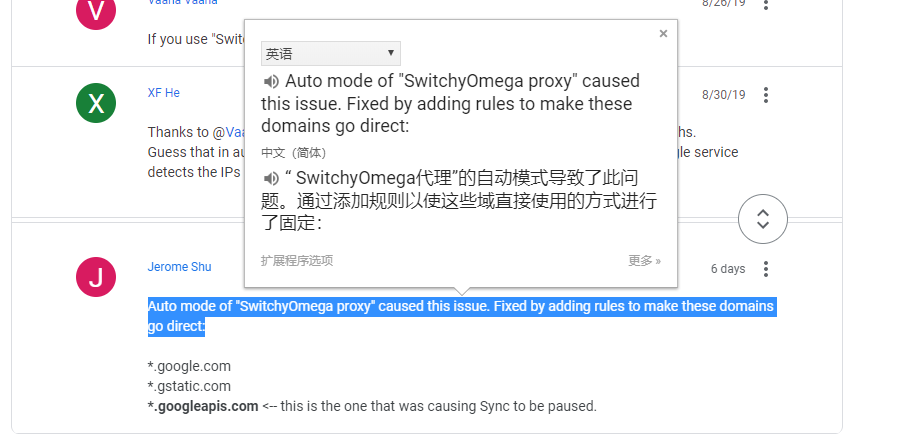 Vaana Vaana
8/26/19
If you use "Swit
XF He
8/30/19
Thanks to @Vaa
hs.
Guess that in au
le service
detects the IPs
英语
Auto mode of "SwitchyOmega proxy" caused
this issue. Fixed by adding rules to make these
domains go direct:
中文（简体）
“ SwitchyOmega代理”的自动模式导致了此问
题。通过添加规则以使这些域直接使用的方式进行
了固定：
扩展程序选项
更多 »
Jerome Shu
6 days
Auto mode of "SwitchyOmega proxy" caused this issue. Fixed by adding rules to make these domains
go direct:
*.google.com
*.gstatic.com
*.googleapis.com <-- this is the one that was causing Sync to be paused.
V
X
J